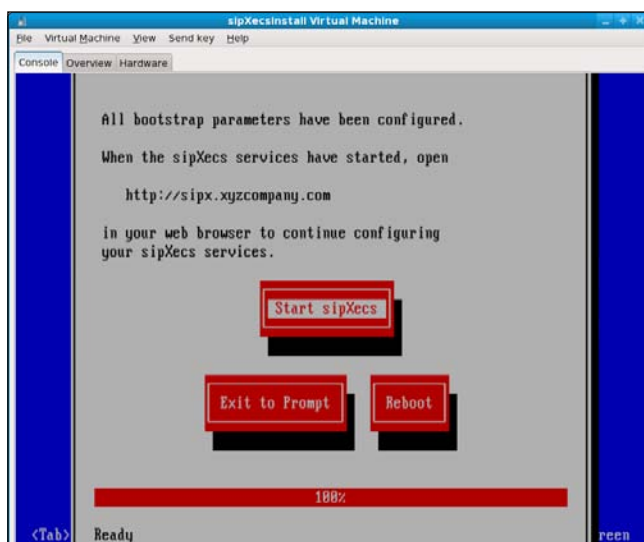 sipXecsInstall Virtual Machine
File Virtual Machine View Send key Help
Console Overview Hardware
All bootstrap parameters have been configured.
When the sipXecs services have started, open
http://sipx.xyzcompany.com
in your web browser to continue configuring
your sipXecs services.
Start sipXecs
Exit to Prompt Reboot
100%
<Tab> Ready reen